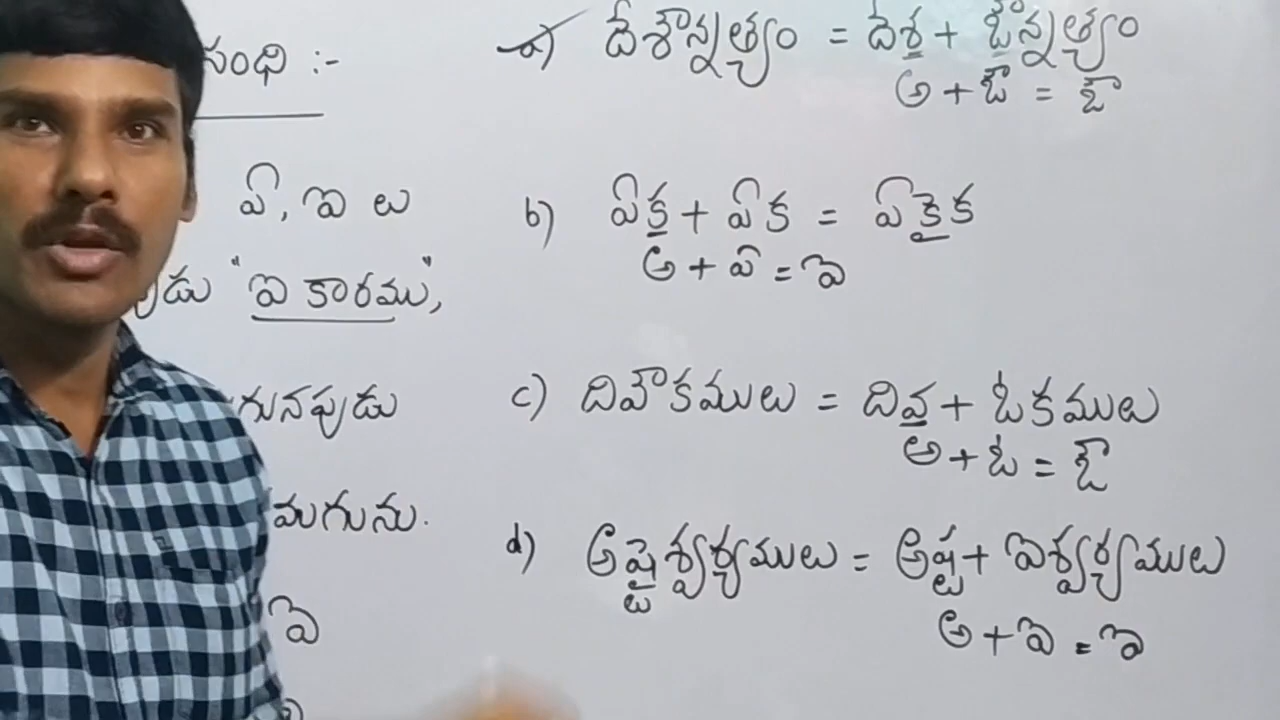 సంధి :-
ఏ, ఐ లు
"ఐ కారము",
గునప్పుడు
మగును.
ఐ
a) దేశౌన్నత్యం = దేశ + ఔన్నత్యం
అ + ఔ = ఔ
b) ఏక + ఏక = ఏకైక
అ + ఏ = ఐ
c) దివౌకములు = దివ + ఓకములు
అ + ఓ = ఔ
d) అష్టైశ్వర్యములు = అష్ట + ఐశ్వర్యములు
అ + ఐ = ఐ